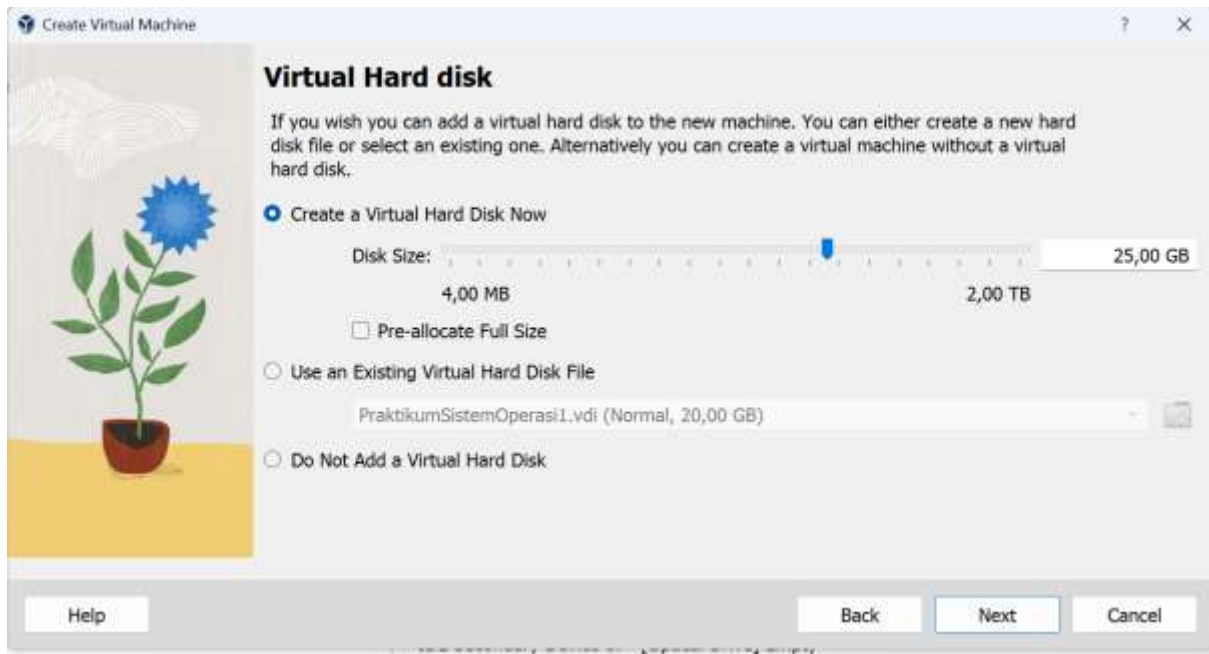 Create Virtual Machine
?
Virtual Hard disk
If you wish you can add a virtual hard disk to the new machine. You can either create a new hard
disk file or select an existing one. Alternatively you can create a virtual machine without a virtual
hard disk.
Create a Virtual Hard Disk Now
Disk Size:
25,00 GB
4,00 MB
2,00 TB
Pre-allocate Full Size
Use an Existing Virtual Hard Disk File
PraktikumSistemOperasi1.vdi (Normal, 20,00 GB)
Do Not Add a Virtual Hard Disk
Help
Back
Next
Cancel